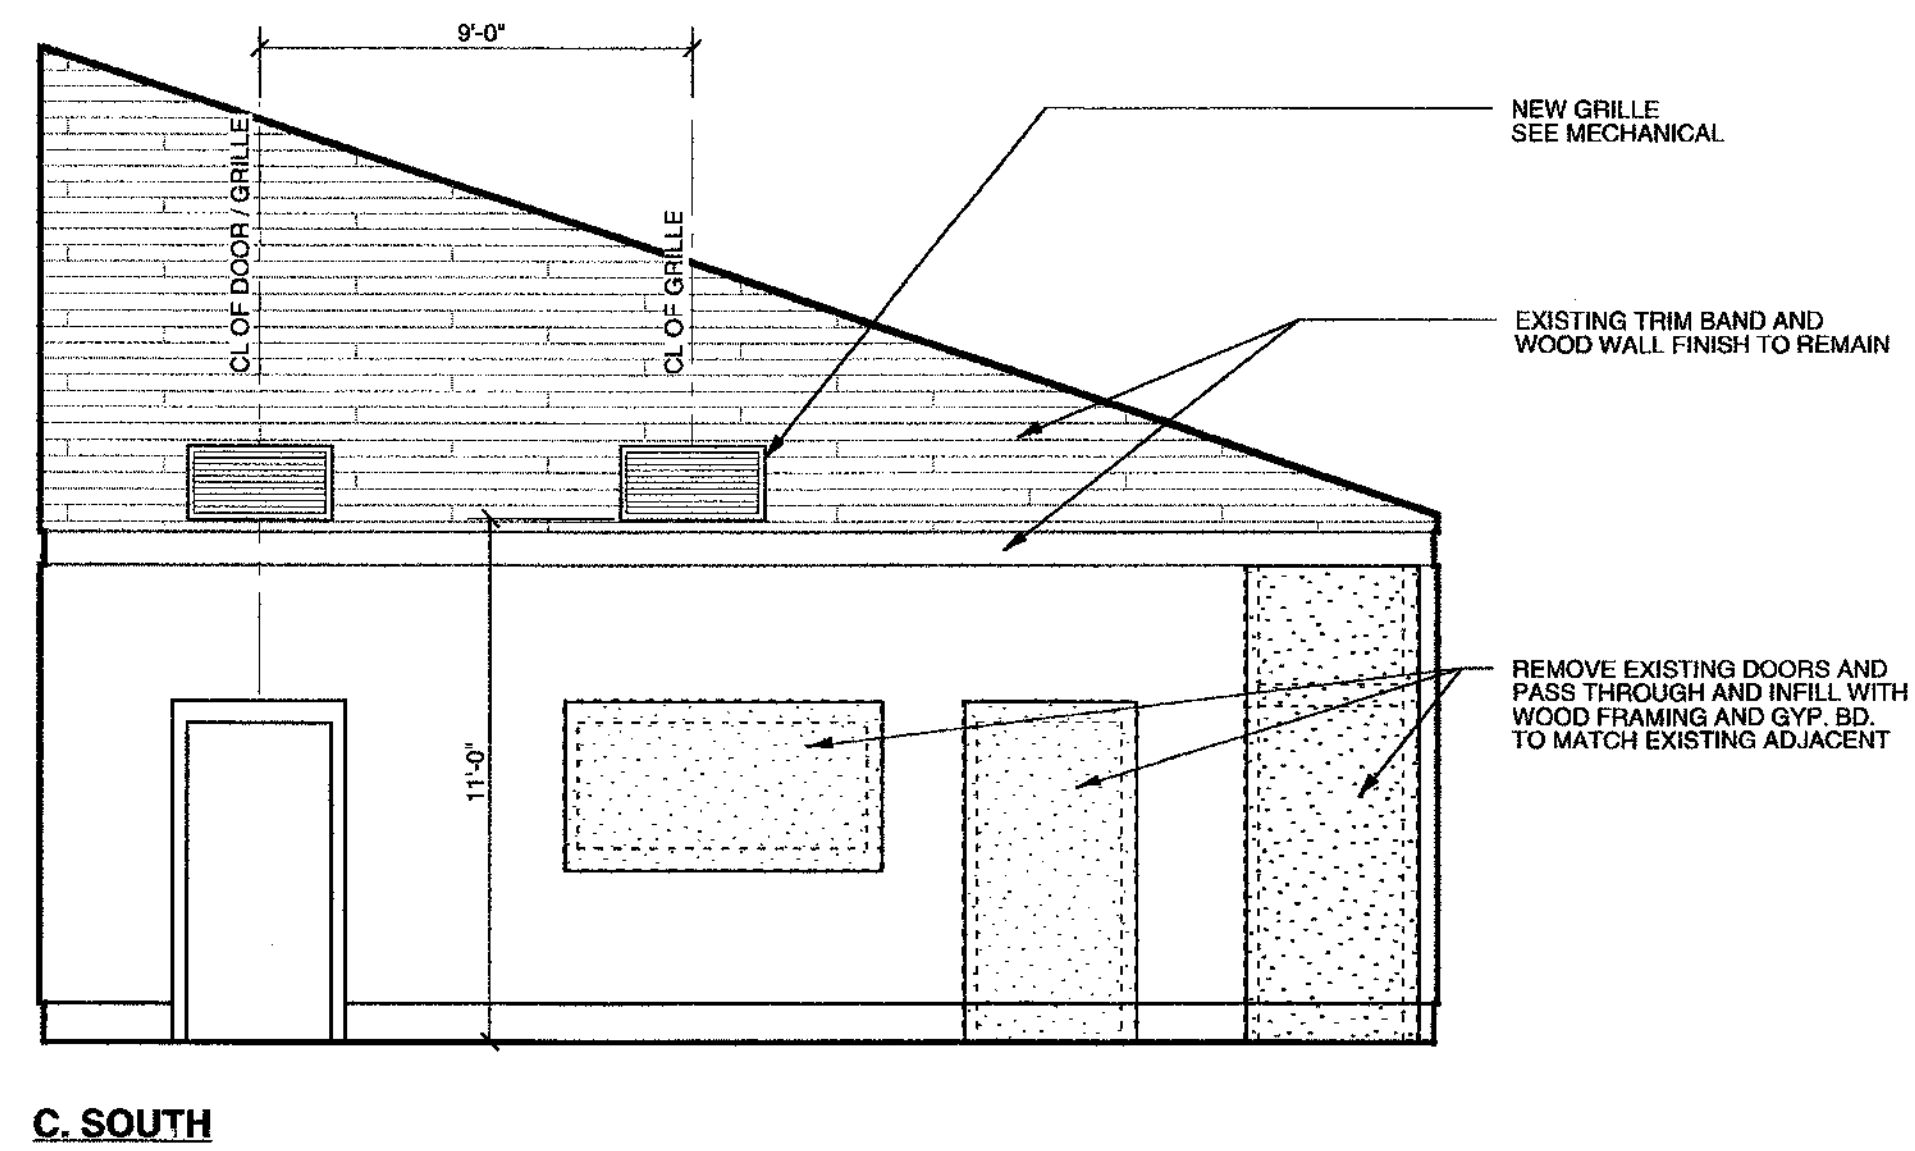 9'-0"
NEW GRILLE
SEE MECHANICAL
CL OF DOOR / GRILLE
CL OF GRILLE
EXISTING TRIM BAND AND
WOOD WALL FINISH TO REMAIN
11'-0"
REMOVE EXISTING DOORS AND
PASS THROUGH AND INFILL WITH
WOOD FRAMING AND GYP. BD.
TO MATCH EXISTING ADJACENT
C. SOUTH